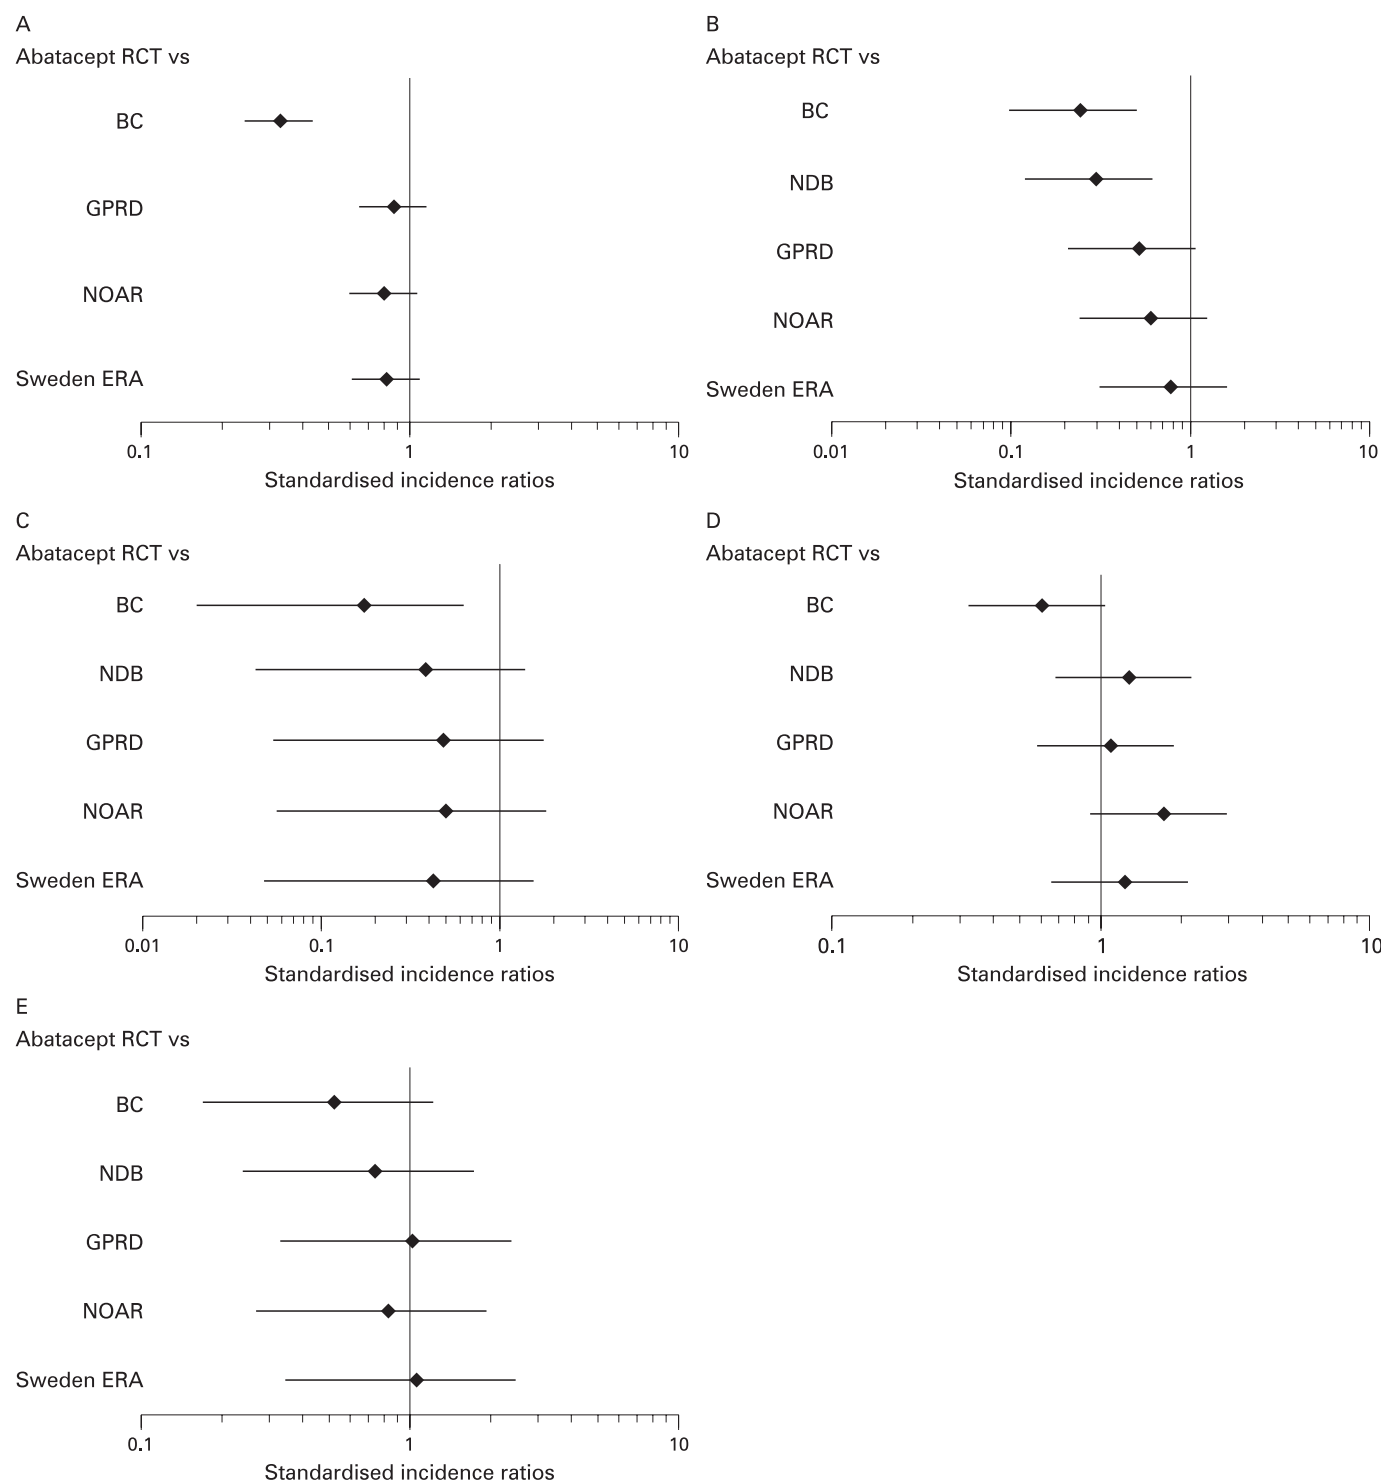 A
Abatacept RCT vs
BC
GPRD
NOAR
Sweden ERA
0.1 1 10
Standardised incidence ratios
B
Abatacept RCT vs
BC
NDB
GPRD
NOAR
Sweden ERA
0.01 0.1 1 10
Standardised incidence ratios
C
Abatacept RCT vs
BC
NDB
GPRD
NOAR
Sweden ERA
0.01 0.1 1 10
Standardised incidence ratios
D
Abatacept RCT vs
BC
NDB
GPRD
NOAR
Sweden ERA
0.1 1 10
Standardised incidence ratios
E
Abatacept RCT vs
BC
NDB
GPRD
NOAR
Sweden ERA
0.1 1 10
Standardised incidence ratios